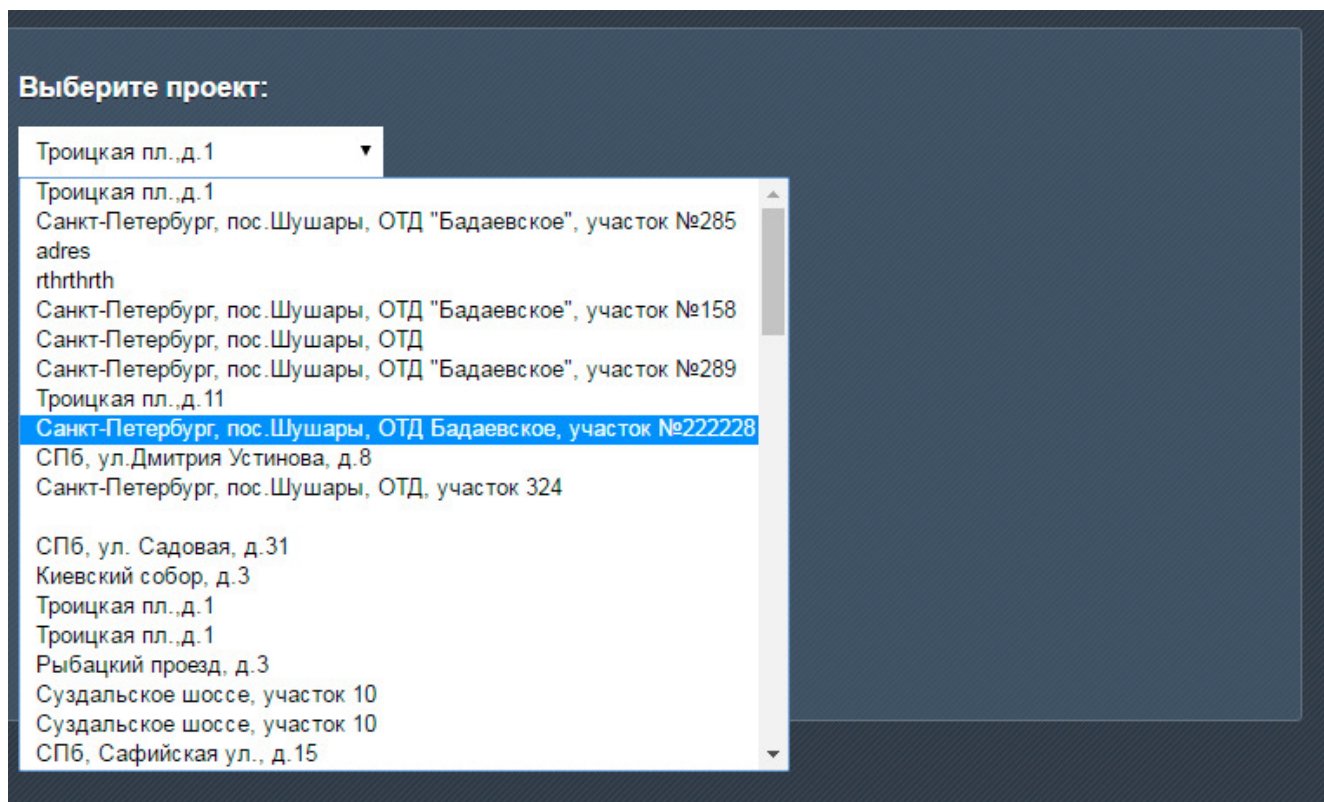 Выберите проект:
Троицкая пл.,д.1
Троицкая пл.,д.1
Санкт-Петербург, пос.Шушары, ОТД "Бадаевское", участок №285
adres
rthrthrth
Санкт-Петербург, пос.Шушары, ОТД "Бадаевское", участок №158
Санкт-Петербург, пос.Шушары, ОТД
Санкт-Петербург, пос.Шушары, ОТД "Бадаевское", участок №289
Троицкая пл.,д.11
Санкт-Петербург, пос.Шушары, ОТД Бадаевское, участок №222228
СПб, ул.Дмитрия Устинова, д.8
Санкт-Петербург, пос.Шушары, ОТД, участок 324
СПб, ул. Садовая, д.31
Киевский собор, д.3
Троицкая пл.,д.1
Троицкая пл.,д.1
Рыбацкий проезд, д.3
Суздальское шоссе, участок 10
Суздальское шоссе, участок 10
СПб, Сафийская ул., д.15